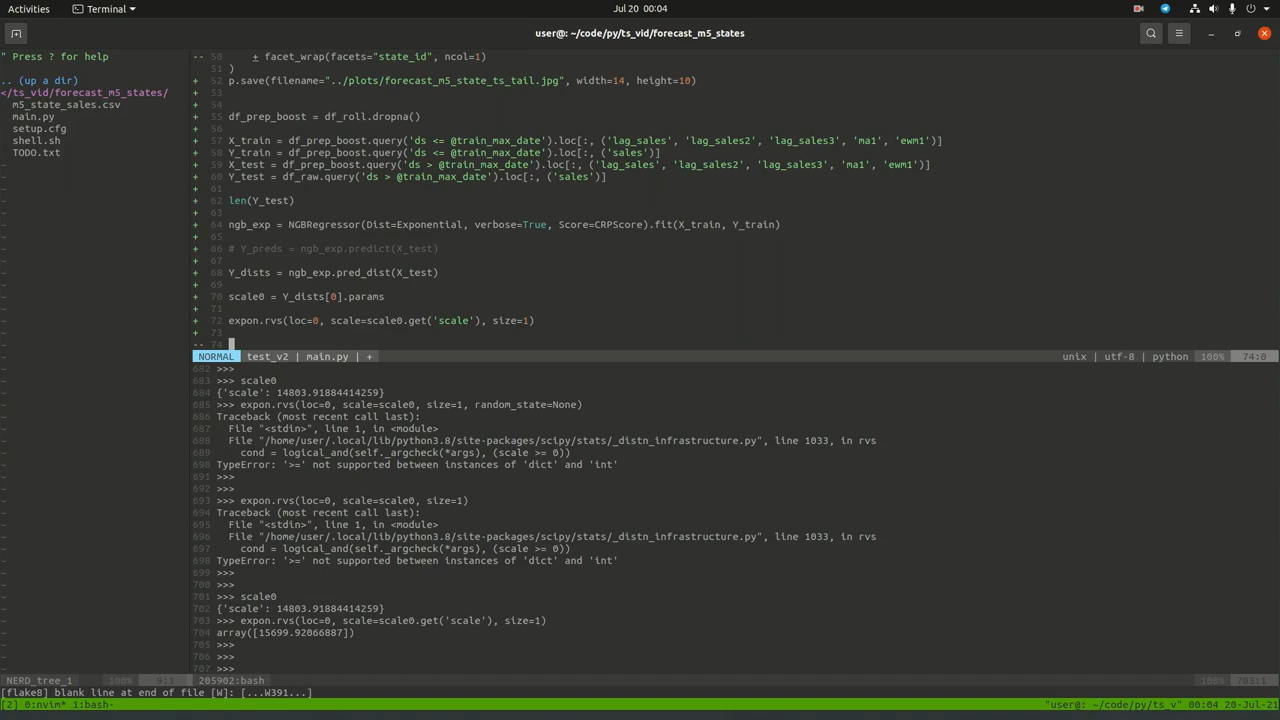 Activities
Terminal
Jul 20 00:04
user@: ~/code/py/ts_vid/forecast_m5_states
" Press ? for help
.. (up a dir)
</ts_vid/forecast_m5_states/
m5_state_sales.csv
main.py
setup.cfg
shell.sh
TODO.txt
-- 50 + facet_wrap(facets="state_id", ncol=1)
51 )
+ 52 p.save(filename="../plots/forecast_m5_state_ts_tail.jpg", width=14, height=10)
+ 53
+ 54
+ 55 df_prep_boost = df_roll.dropna()
+ 56
+ 57 X_train = df_prep_boost.query('ds <= @train_max_date').loc[:, ('lag_sales', 'lag_sales2', 'lag_sales3', 'ma1', 'ewm1')]
+ 58 Y_train = df_prep_boost.query('ds <= @train_max_date').loc[:, ('sales')]
+ 59 X_test = df_prep_boost.query('ds > @train_max_date').loc[:, ('lag_sales', 'lag_sales2', 'lag_sales3', 'ma1', 'ewm1')]
+ 60 Y_test = df_raw.query('ds > @train_max_date').loc[:, ('sales')]
+ 61
+ 62 len(Y_test)
+ 63
+ 64 ngb_exp = NGBRegressor(Dist=Exponential, verbose=True, Score=CRPScore).fit(X_train, Y_train)
+ 65
+ 66 # Y_preds = ngb_exp.predict(X_test)
+ 67
+ 68 Y_dists = ngb_exp.pred_dist(X_test)
+ 69
+ 70 scale0 = Y_dists[0].params
+ 71
+ 72 expon.rvs(loc=0, scale=scale0.get('scale'), size=1)
+ 73
-- 74
NORMAL test_v2 | main.py | + unix | utf-8 | python 100% 74:0
682 >>>
683 >>> scale0
684 {'scale': 14803.91884414259}
685 >>> expon.rvs(loc=0, scale=scale0, size=1, random_state=None)
686 Traceback (most recent call last):
687 File "<stdin>", line 1, in <module>
688 File "/home/user/.local/lib/python3.8/site-packages/scipy/stats/_distn_infrastructure.py", line 1033, in rvs
689 cond = logical_and(self._argcheck(*args), (scale >= 0))
690 TypeError: '>=' not supported between instances of 'dict' and 'int'
691 >>>
692 >>>
693 >>> expon.rvs(loc=0, scale=scale0, size=1)
694 Traceback (most recent call last):
695 File "<stdin>", line 1, in <module>
696 File "/home/user/.local/lib/python3.8/site-packages/scipy/stats/_distn_infrastructure.py", line 1033, in rvs
697 cond = logical_and(self._argcheck(*args), (scale >= 0))
698 TypeError: '>=' not supported between instances of 'dict' and 'int'
699 >>>
700 >>>
701 >>> scale0
702 {'scale': 14803.91884414259}
703 >>> expon.rvs(loc=0, scale=scale0.get('scale'), size=1)
704 array([15699.92066887])
705 >>>
706 >>>
707 >>>
NERD_tree_1 100% 9:1 205902:bash 100% 703:1
[flake8] blank line at end of file [W]: [...W391...]
[2] 0:nvim* 1:bash- "user@: ~/code/py/ts_v" 00:04 20-Jul-21